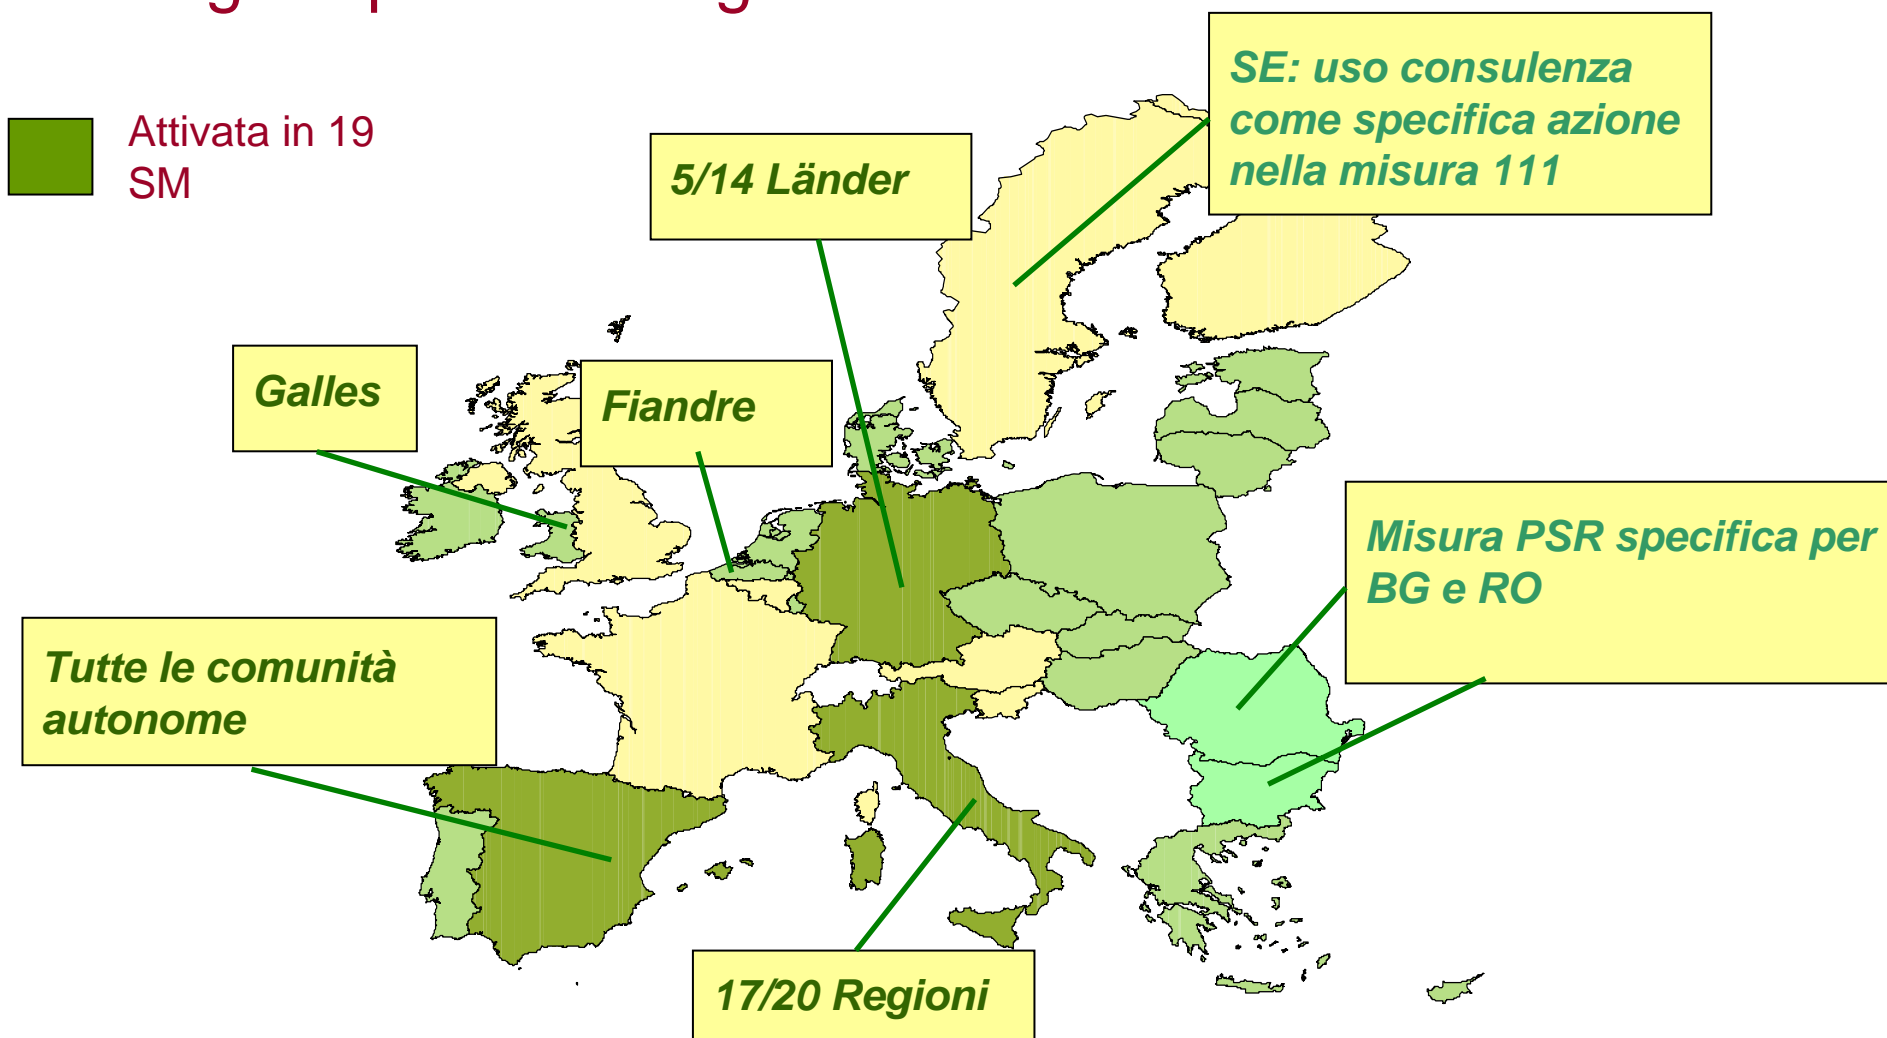 Attivata in 19
SM
SE: uso consulenza
come specifica azione
nella misura 111
5/14 Länder
Galles
Fiandre
Misura PSR specifica per
BG e RO
Tutte le comunità
autonome
17/20 Regioni